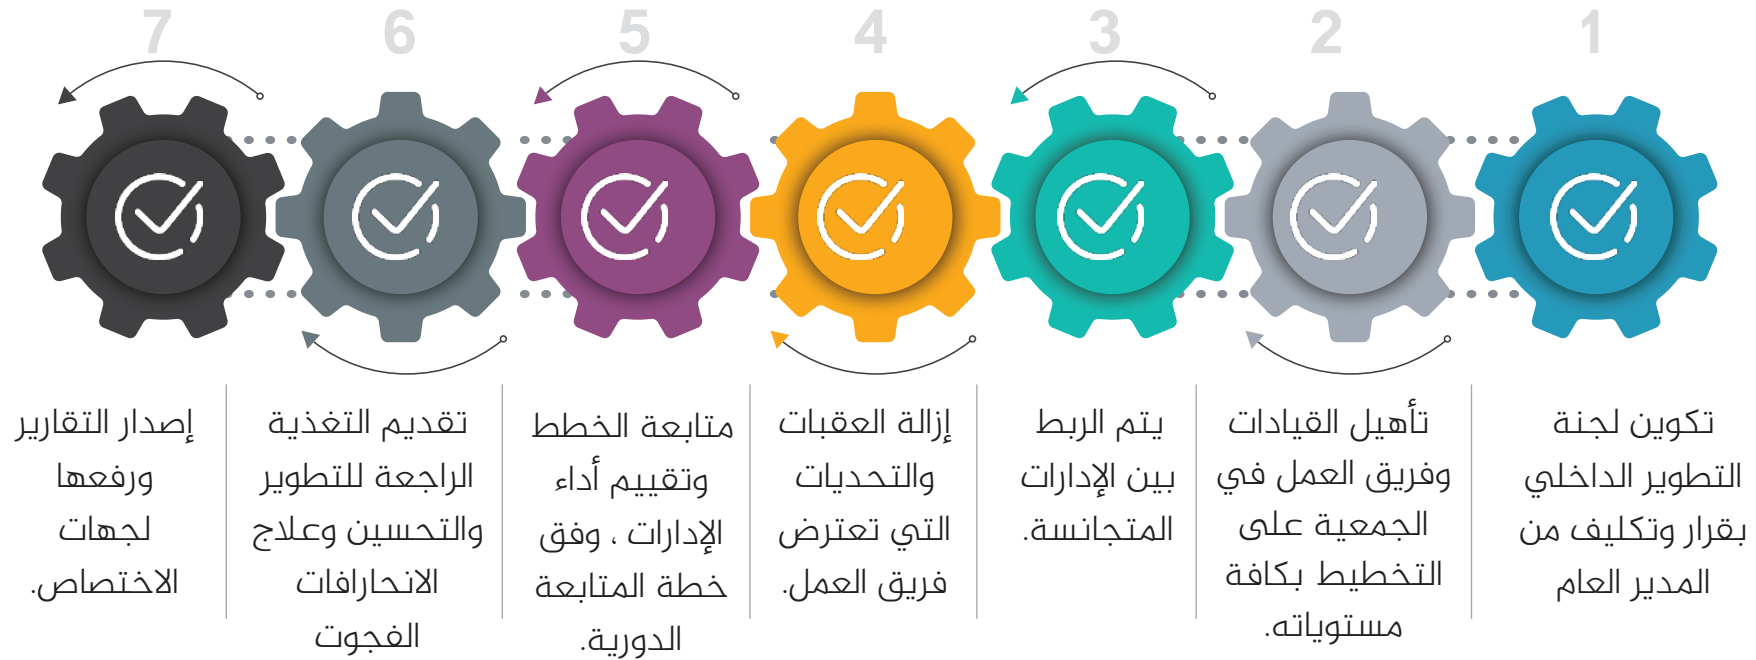 1
تكوين لجنة
التطوير الداخلي
بقرار وتكليف من
المدير العام
2
تأهيل القيادات
وفريق العمل في
الجمعية على
التخطيط بكافة
مستوياته.
3
يتم الربط
بين الإدارات
المتجانسة.
4
إزالة العقبات
والتحديات
التي تعترض
فريق العمل.
5
متابعة الخطط
وتقييم أداء
الإدارات ، وفق
خطة المتابعة
الدورية.
6
تقديم التغذية
الراجعة للتطوير
والتحسين وعلاج
الانحارافات
الفجوت
7
إصدار التقارير
ورفعها
لجهات
الاختصاص.